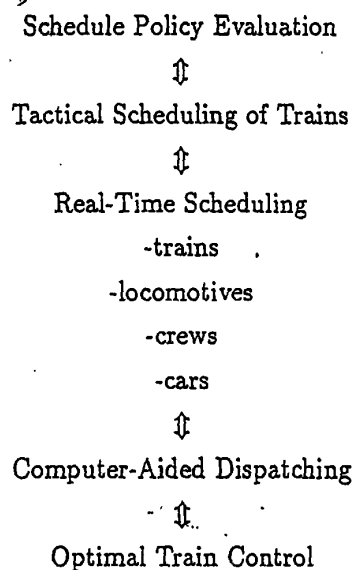 Schedule Policy Evaluation
⇕
Tactical Scheduling of Trains
⇕
Real-Time Scheduling
-trains
-locomotives
-crews
-cars
⇕
Computer-Aided Dispatching
⇕
Optimal Train Control